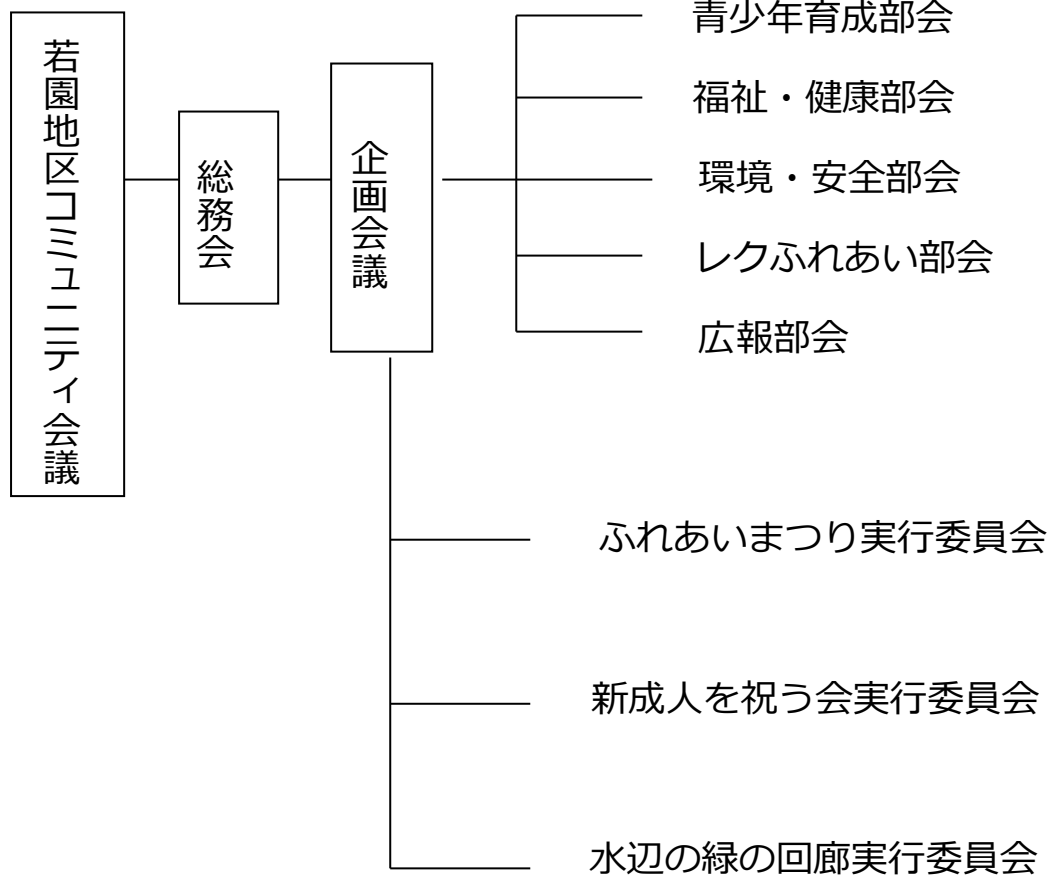 若園地区コミュニティ会議
総務会
企画会議
青少年育成部会
福祉・健康部会
環境・安全部会
レクふれあい部会
広報部会
ふれあいまつり実行委員会
新成人を祝う会実行委員会
水辺の緑の回廊実行委員会